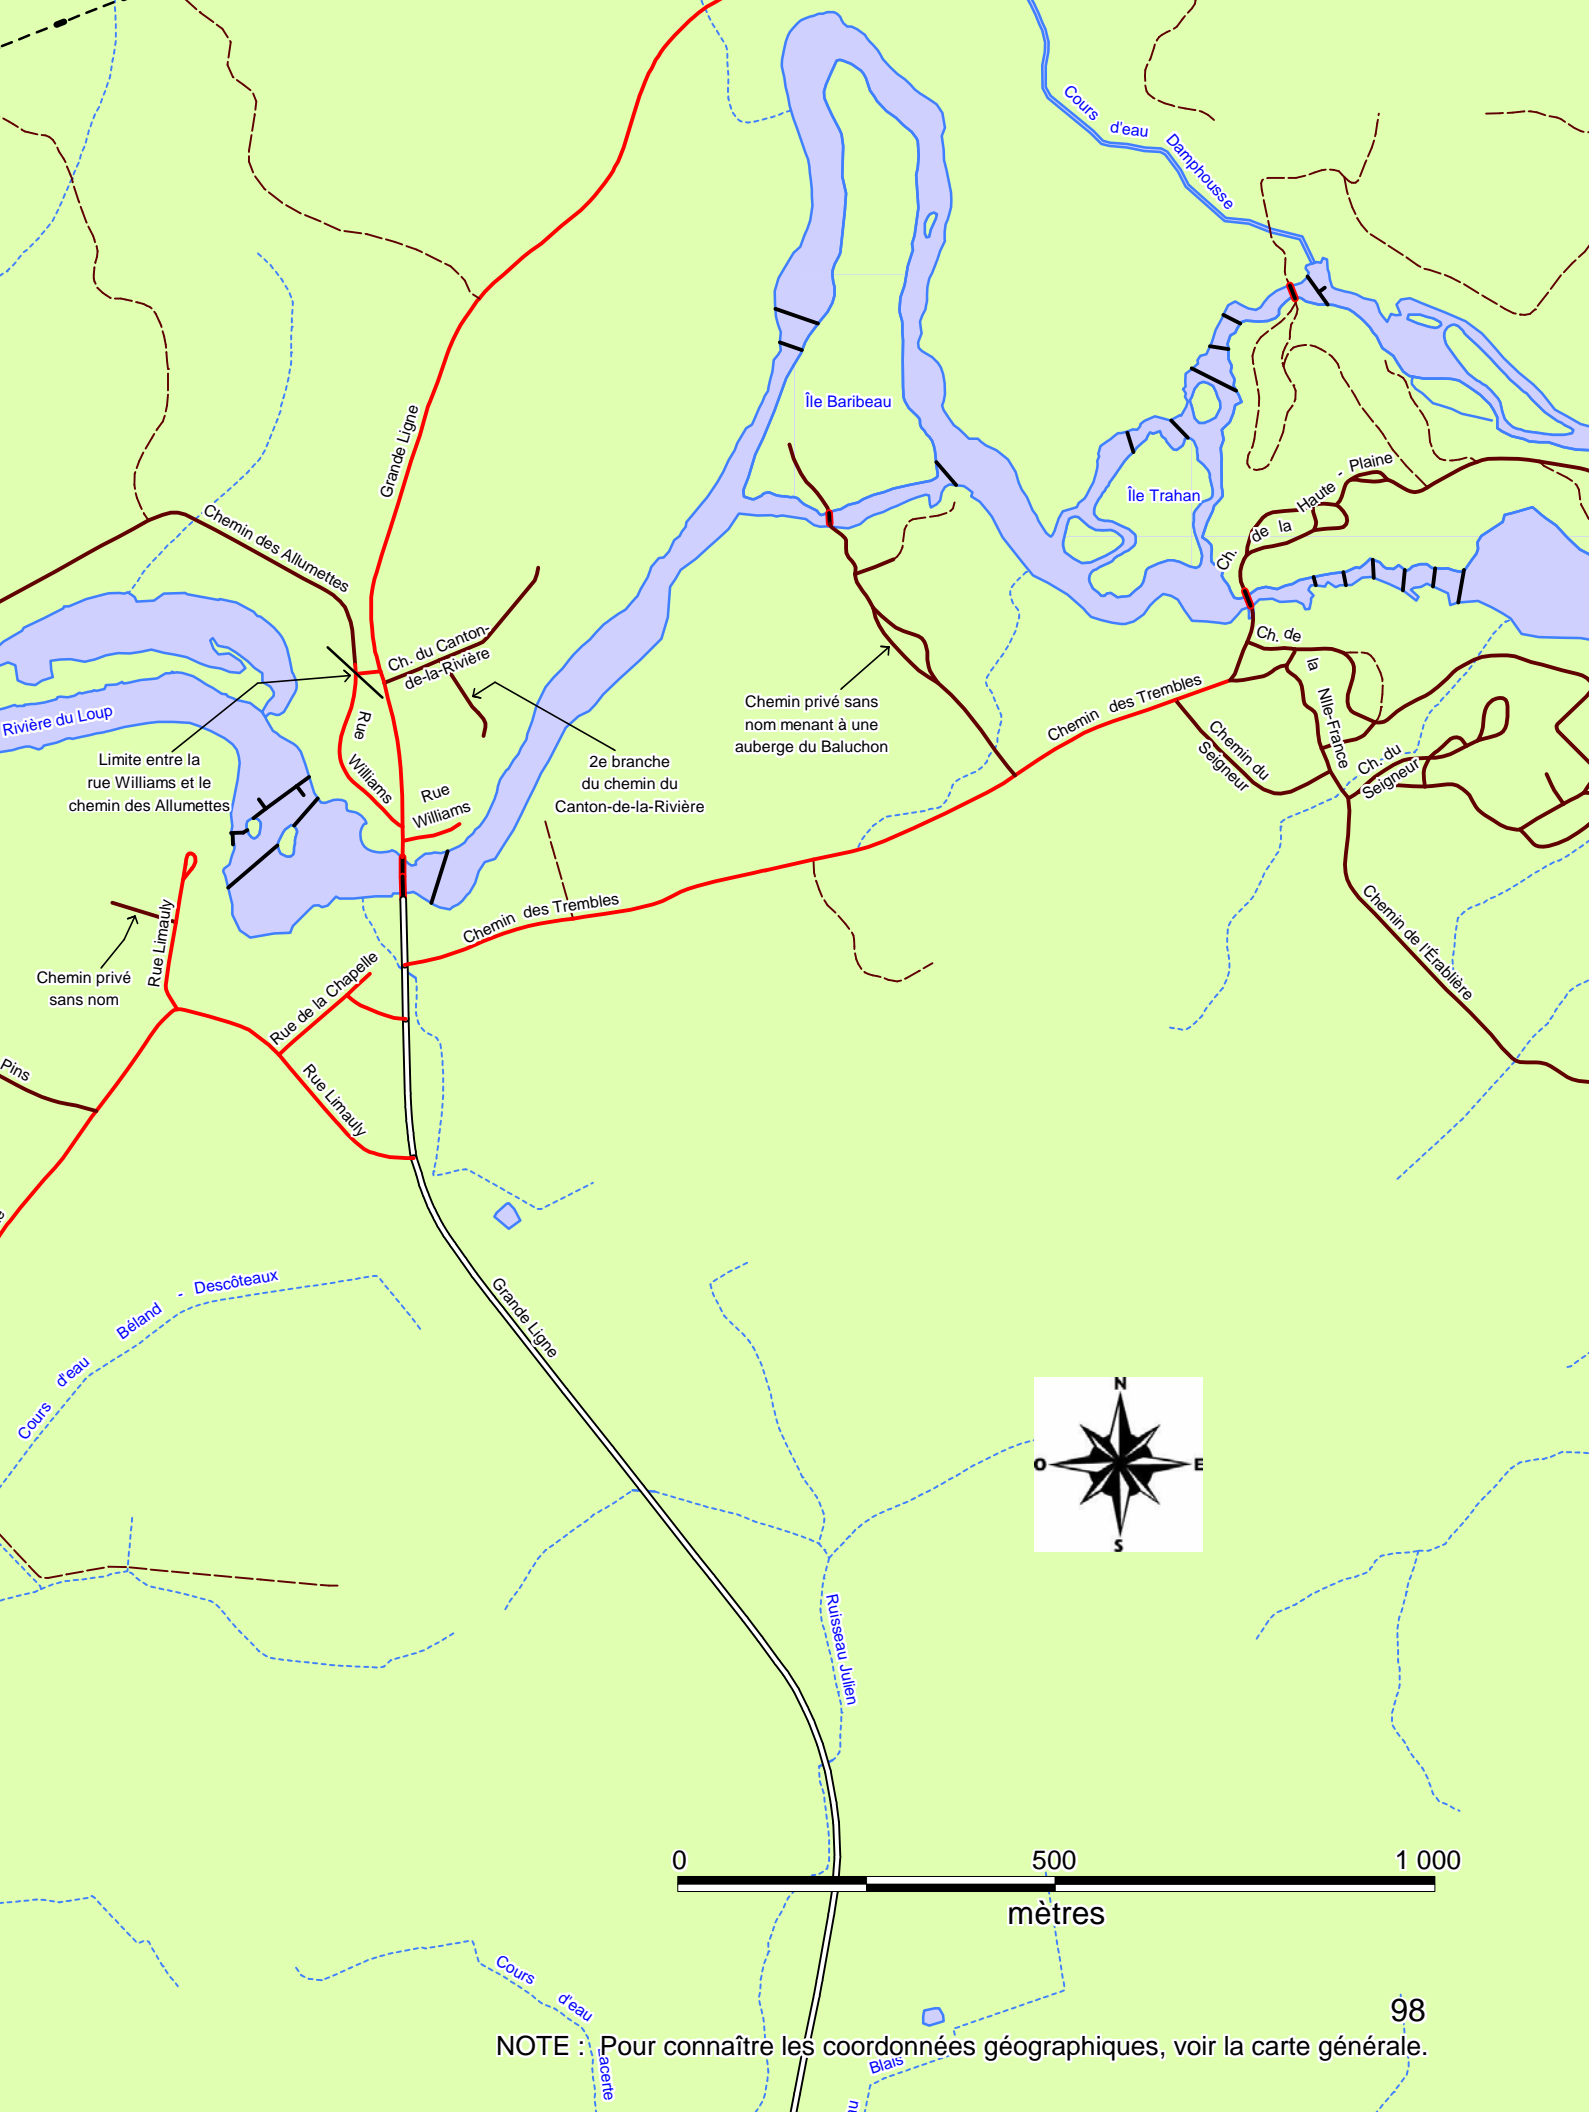 Cours d'eau
Damphousse
Île Baribeau
Grande Ligne
Ch. de la Haute - Plaine
Île Trahan
Chemin des Allumettes
Ch. du Canton-
de-la-Rivière
Ch. de
la
Nlle-France
Rivière du Loup
Chemin privé sans
nom menant à une
auberge du Baluchon
Chemin des Trembles
Rue
Williams
Limite entre la
rue Williams et le
chemin des Allumettes
2e branche
du chemin du
Canton-de-la-Rivière
Chemin du
Seigneur
Ch. du
Seigneur
Rue
Williams
Chemin des Trembles
Rue Limauly
Chemin privé
sans nom
Chemin de l'Érablière
Rue de la Chapelle
Pins
Rue Limauly
Cours d'eau Béland - Descôteaux
Grande Ligne
N
O
E
S
Ruisseau Julien
0 500 1 000
mètres
Cours d'eau
Lacerte
98
NOTE : Pour connaître les coordonnées géographiques, voir la carte générale.
Blais